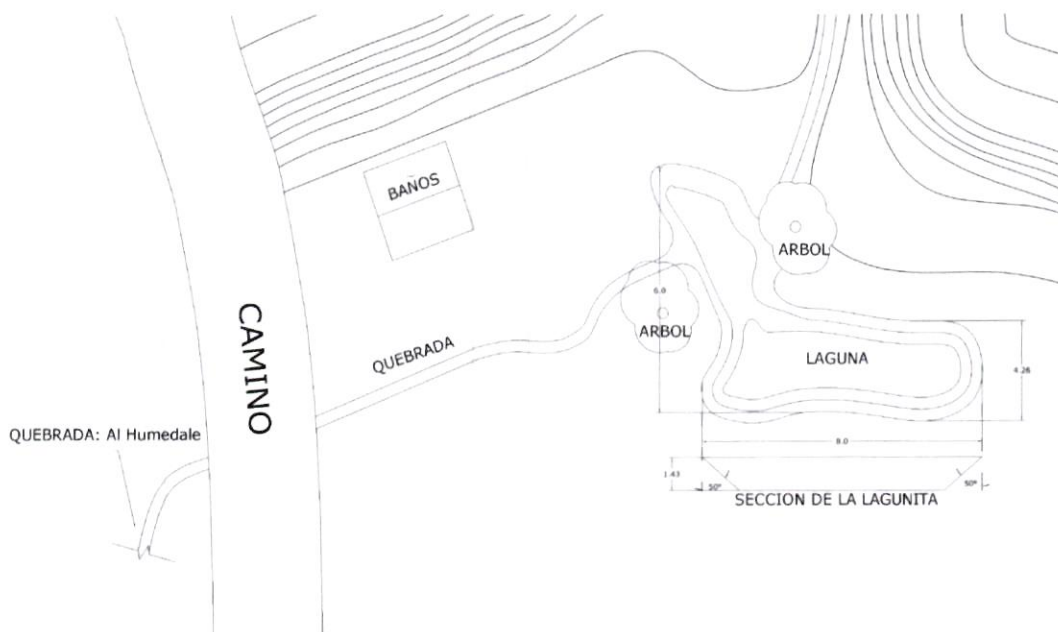 BAÑOS
ARBOL
6.0
ARBOL
CAMINO
QUEBRADA
LAGUNA
4.26
QUEBRADA: Al Humedale
8.0
1.43
50°
50°
SECCION DE LA LAGUNITA